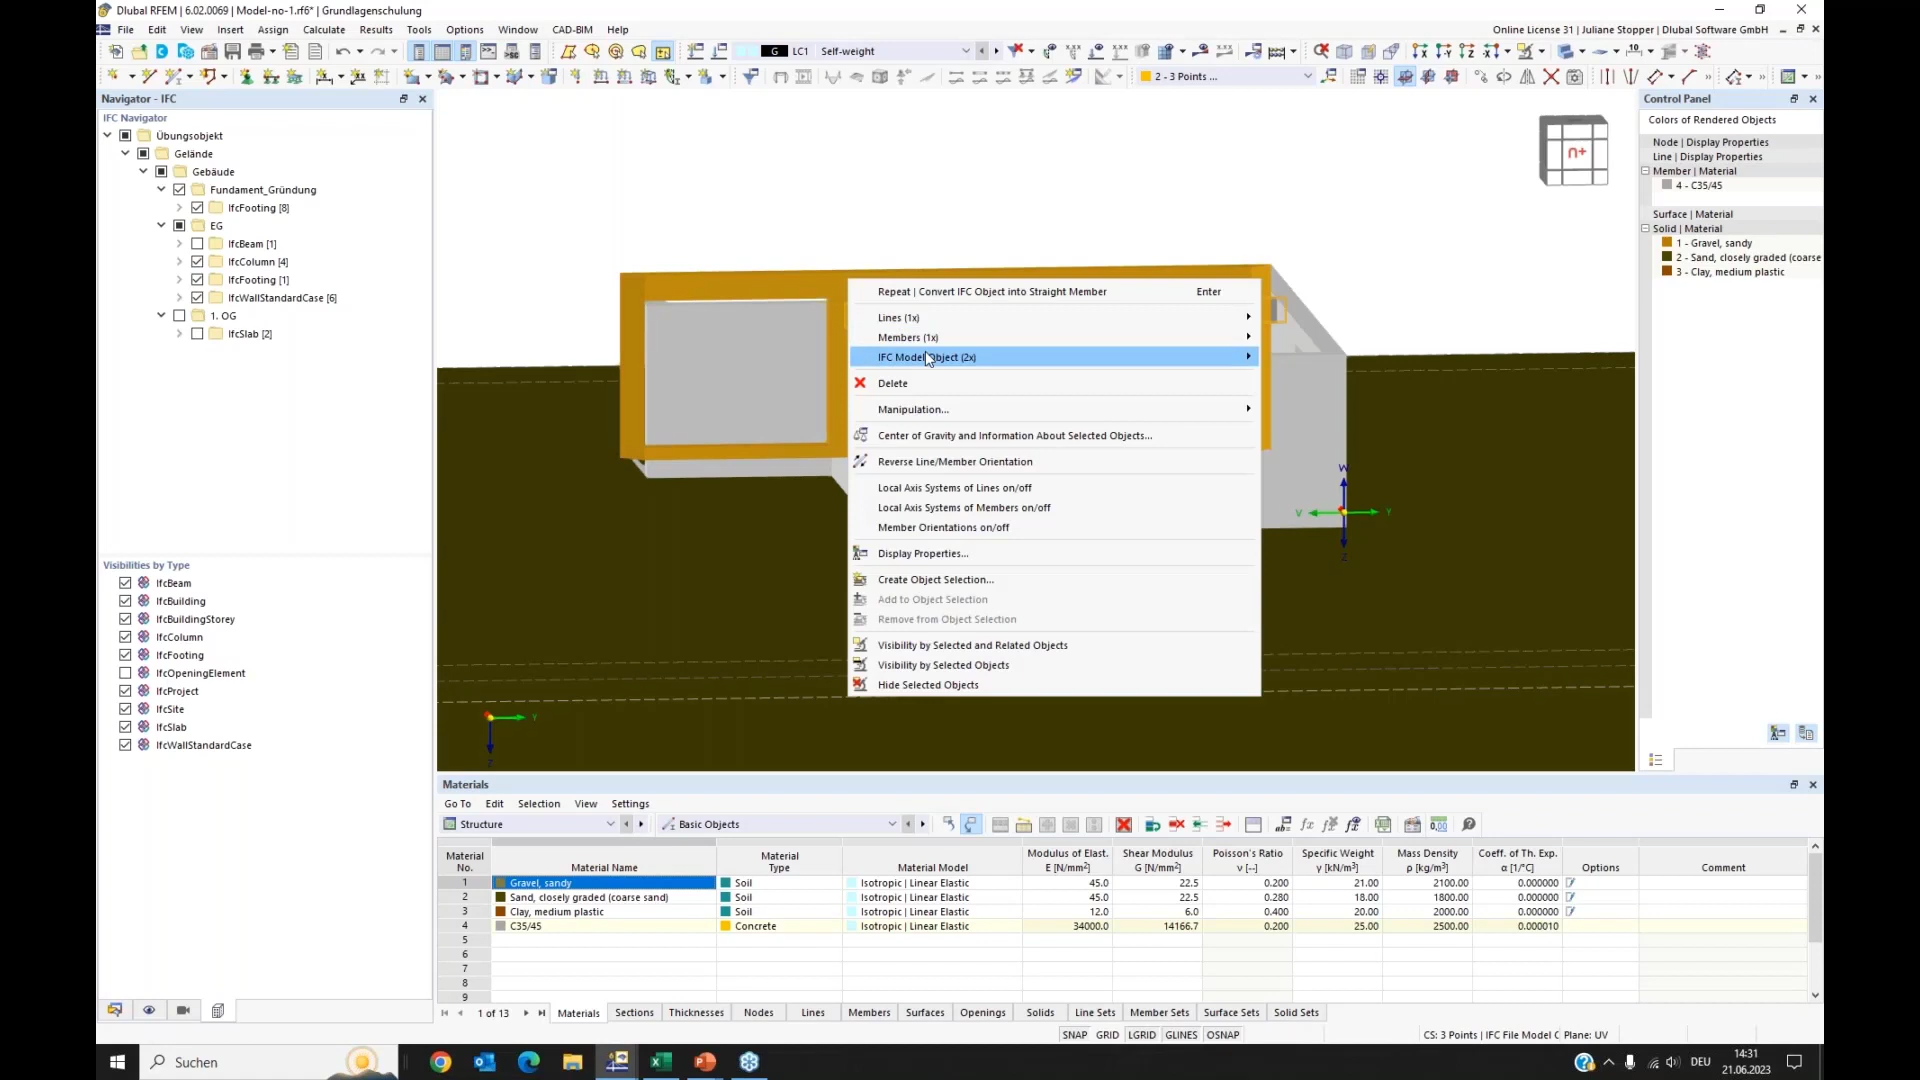 Dlubal RFEM | 6.02.0069 | Model-no-1.rf6* | Grundlagenschulung
File Edit View Insert Assign Calculate Results Tools Options Window CAD-BIM Help
Online License 31 | Juliane Stopper | Dlubal Software GmbH
G LC1 Self-weight
2 - 3 Points ...
Navigator - IFC
IFC Navigator
Übungsobjekt
Gelände
Gebäude
Fundament_Gründung
IfcFooting [8]
EG
IfcBeam [1]
IfcColumn [4]
IfcFooting [1]
IfcWallStandardCase [6]
1. OG
IfcSlab [2]
Visibilities by Type
IfcBeam
IfcBuilding
IfcBuildingStorey
IfcColumn
IfcFooting
IfcOpeningElement
IfcProject
IfcSite
IfcSlab
IfcWallStandardCase
Repeat | Convert IFC Object into Straight Member Enter
Lines (1x)
Members (1x)
IFC Model Object (2x)
Delete
Manipulation...
Center of Gravity and Information About Selected Objects...
Reverse Line/Member Orientation
Local Axis Systems of Lines on/off
Local Axis Systems of Members on/off
Member Orientations on/off
Display Properties...
Create Object Selection...
Add to Object Selection
Remove from Object Selection
Visibility by Selected and Related Objects
Visibility by Selected Objects
Hide Selected Objects
W
V Y
Z
Y
Z
Control Panel
Colors of Rendered Objects
Node | Display Properties
Line | Display Properties
Member | Material
4 - C35/45
Surface | Material
Solid | Material
1 - Gravel, sandy
2 - Sand, closely graded (coarse
3 - Clay, medium plastic
Materials
Go To Edit Selection View Settings
Structure Basic Objects
Material No. Material Name Material Type Material Model Modulus of Elast. E [N/mm²] Shear Modulus G [N/mm²] Poisson's Ratio ν [--] Specific Weight γ [kN/m³] Mass Density ρ [kg/m³] Coeff. of Th. Exp. α [1/°C] Options Comment
1 Gravel, sandy Soil Isotropic | Linear Elastic 45.0 22.5 0.200 21.00 2100.00 0.000000
2 Sand, closely graded (coarse sand) Soil Isotropic | Linear Elastic 45.0 22.5 0.280 18.00 1800.00 0.000000
3 Clay, medium plastic Soil Isotropic | Linear Elastic 12.0 6.0 0.400 20.00 2000.00 0.000000
4 C35/45 Concrete Isotropic | Linear Elastic 34000.0 14166.7 0.200 25.00 2500.00 0.000010
5
6
7
8
9
1 of 13 Materials Sections Thicknesses Nodes Lines Members Surfaces Openings Solids Line Sets Member Sets Surface Sets Solid Sets
SNAP GRID LGRID GLINES OSNAP CS: 3 Points | IFC File Model C Plane: UV
Suchen
DEU
14:31
21.06.2023